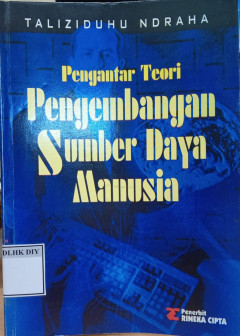 TALIZIDUHU NDRAHA
Pengantar Teori
Pengembangan
Sumber Daya
Manusia
DLHK DIY
Penerbit
RINEKA CIPTA